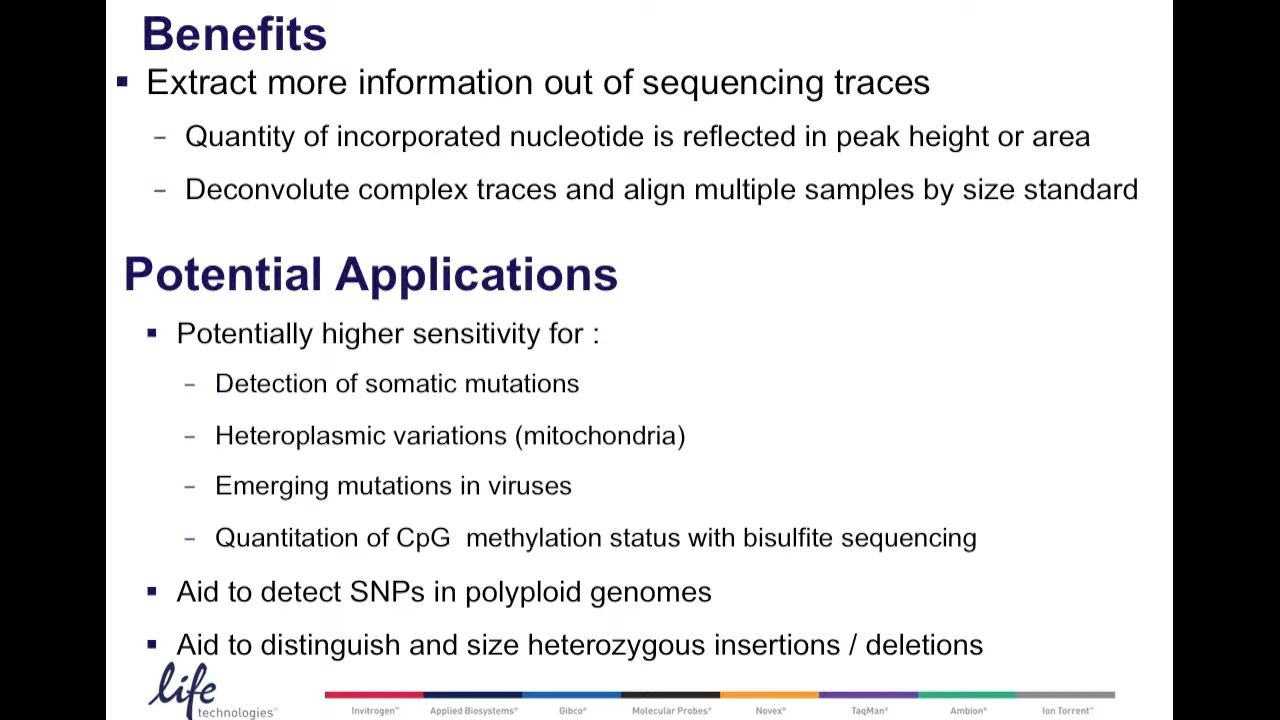 Benefits
▪ Extract more information out of sequencing traces
– Quantity of incorporated nucleotide is reflected in peak height or area
– Deconvolute complex traces and align multiple samples by size standard
Potential Applications
▪ Potentially higher sensitivity for :
– Detection of somatic mutations
– Heteroplasmic variations (mitochondria)
– Emerging mutations in viruses
– Quantitation of CpG  methylation status with bisulfite sequencing
▪ Aid to detect SNPs in polyploid genomes
▪ Aid to distinguish and size heterozygous insertions / deletions
life
technologies™
Invitrogen™ Applied Biosystems® Gibco® Molecular Probes® Novex® TaqMan® Ambion® Ion Torrent™